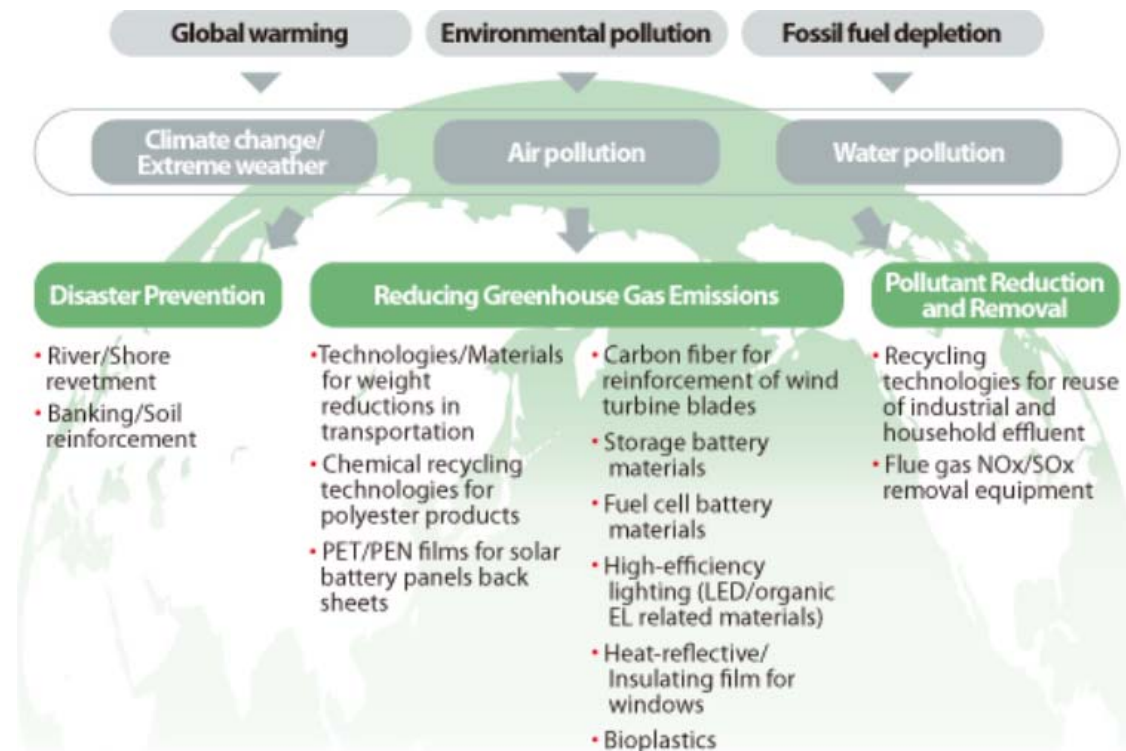 Global warming
Environmental pollution
Fossil fuel depletion
Climate change/
Extreme weather
Air pollution
Water pollution
Disaster Prevention
• River/Shore
revetment
• Banking/Soil
reinforcement
Reducing Greenhouse Gas Emissions
•Technologies/Materials
for weight
reductions in
transportation
• Chemical recycling
technologies for
polyester products
• PET/PEN films for solar
battery panels back
sheets
• Carbon fiber for
reinforcement of wind
turbine blades
• Storage battery
materials
• Fuel cell battery
materials
• High-efficiency
lighting (LED/organic
EL related materials)
• Heat-reflective/
Insulating film for
windows
• Bioplastics
Pollutant Reduction
and Removal
• Recycling
technologies for reuse
of industrial and
household effluent
• Flue gas NOx/SOx
removal equipment